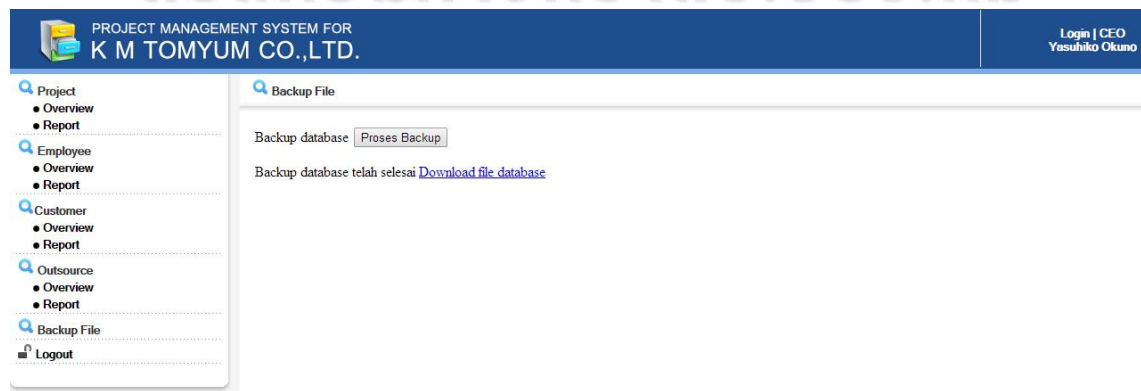 PROJECT MANAGEMENT SYSTEM FOR
K M TOMYUM CO.,LTD.
Login | CEO
Yasuhiko Okuno
Project
• Overview
• Report
Employee
• Overview
• Report
Customer
• Overview
• Report
Outsource
• Overview
• Report
Backup File
Logout
Backup File
Backup database Proses Backup
Backup database telah selesai Download file database